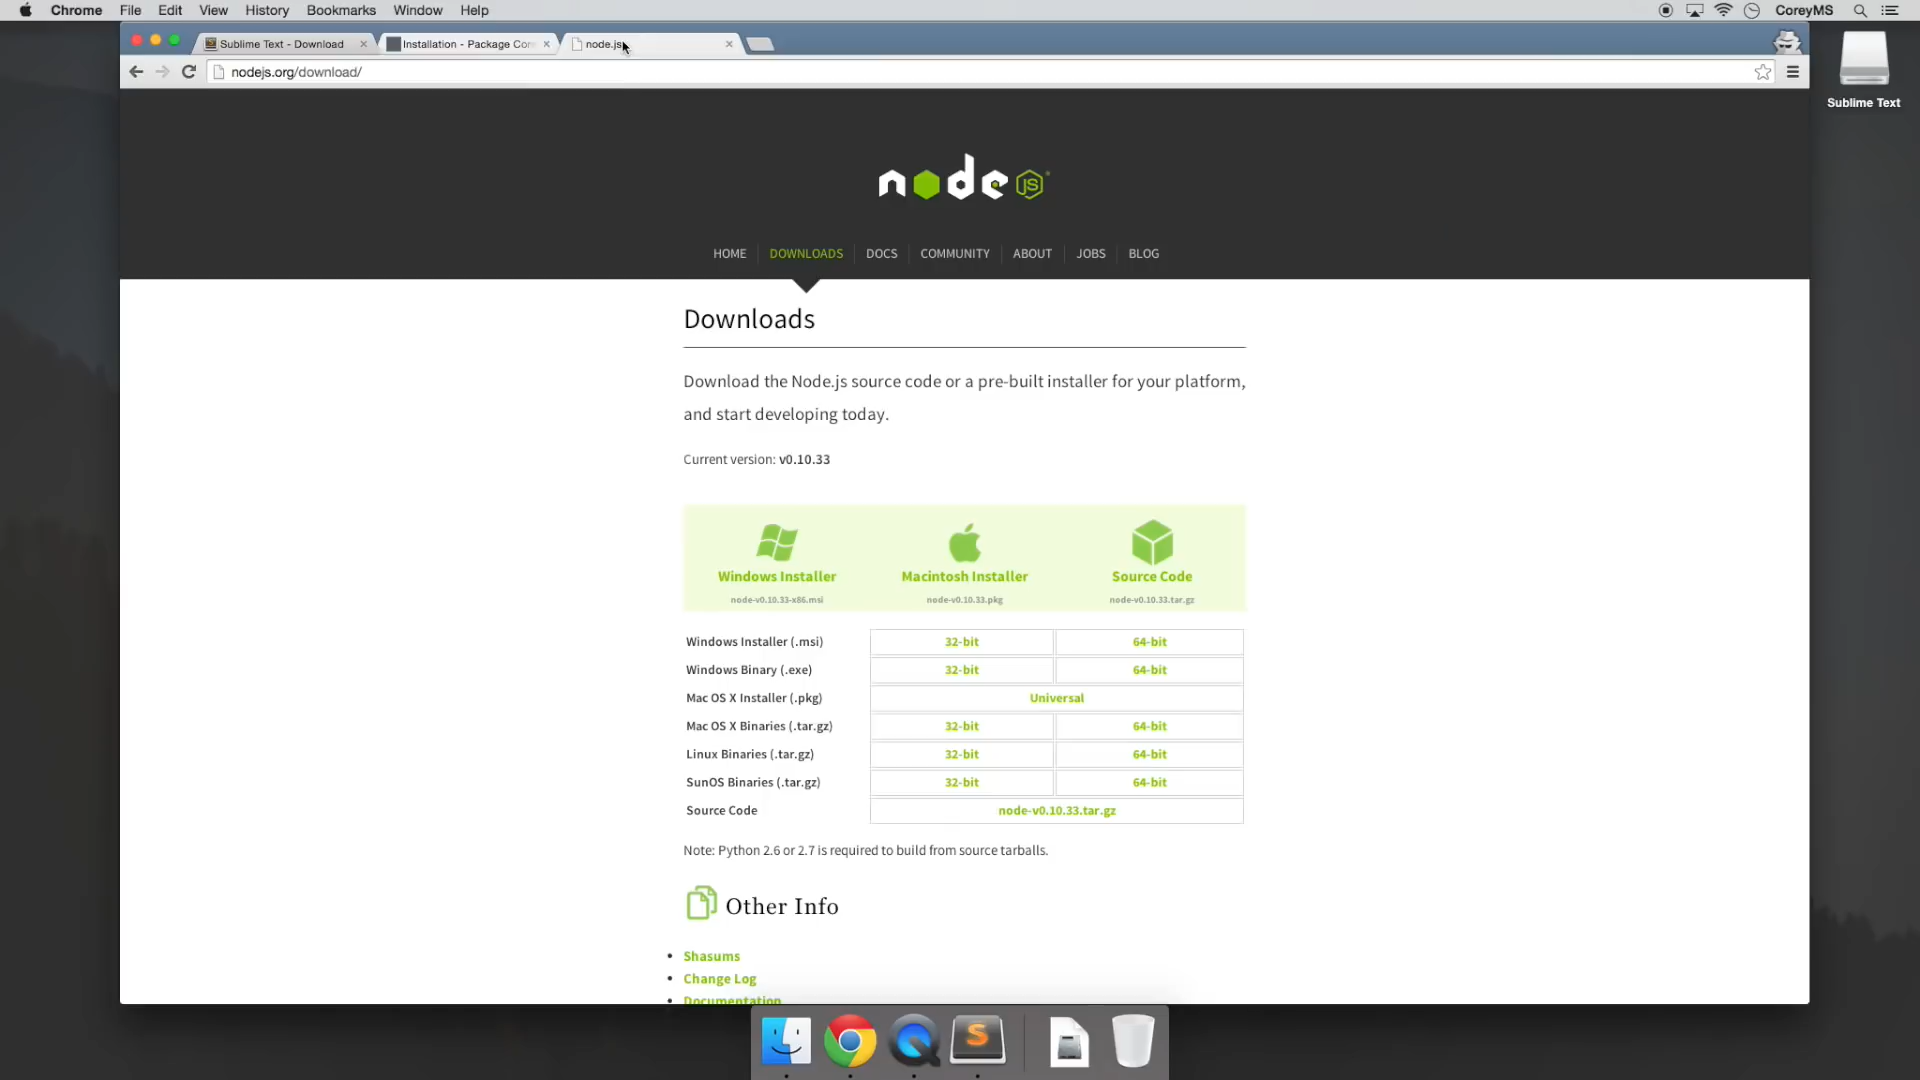 Chrome File Edit View History Bookmarks Window Help CoreyMS
Sublime Text - Download Installation - Package Con node.js
nodejs.org/download/
Sublime Text
node JS
HOME DOWNLOADS DOCS COMMUNITY ABOUT JOBS BLOG
Downloads
Download the Node.js source code or a pre-built installer for your platform,
and start developing today.
Current version: v0.10.33
Windows Installer Macintosh Installer Source Code
node-v0.10.33-x86.msi node-v0.10.33.pkg node-v0.10.33.tar.gz
Windows Installer (.msi) 32-bit 64-bit
Windows Binary (.exe) 32-bit 64-bit
Mac OS X Installer (.pkg) Universal
Mac OS X Binaries (.tar.gz) 32-bit 64-bit
Linux Binaries (.tar.gz) 32-bit 64-bit
SunOS Binaries (.tar.gz) 32-bit 64-bit
Source Code node-v0.10.33.tar.gz
Note: Python 2.6 or 2.7 is required to build from source tarballs.
Other Info
• Shasums
• Change Log
• Documentation